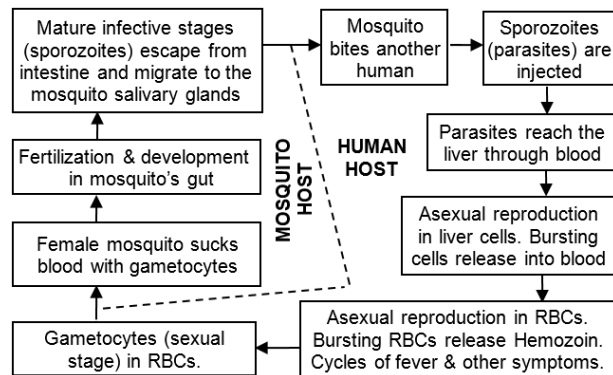 Mature infective stages
(sporozoites) escape from
intestine and migrate to the
mosquito salivary glands
Mosquito
bites another
human
Sporozoites
(parasites) are
injected
Parasites reach the
liver through blood
Asexual reproduction
in liver cells. Bursting
cells release into blood
Asexual reproduction in RBCs.
Bursting RBCs release Hemozoin.
Cycles of fever & other symptoms.
Gametocytes (sexual
stage) in RBCs.
Female mosquito sucks
blood with gametocytes
Fertilization & development
in mosquito's gut
MOSQUITO
HOST
HUMAN
HOST